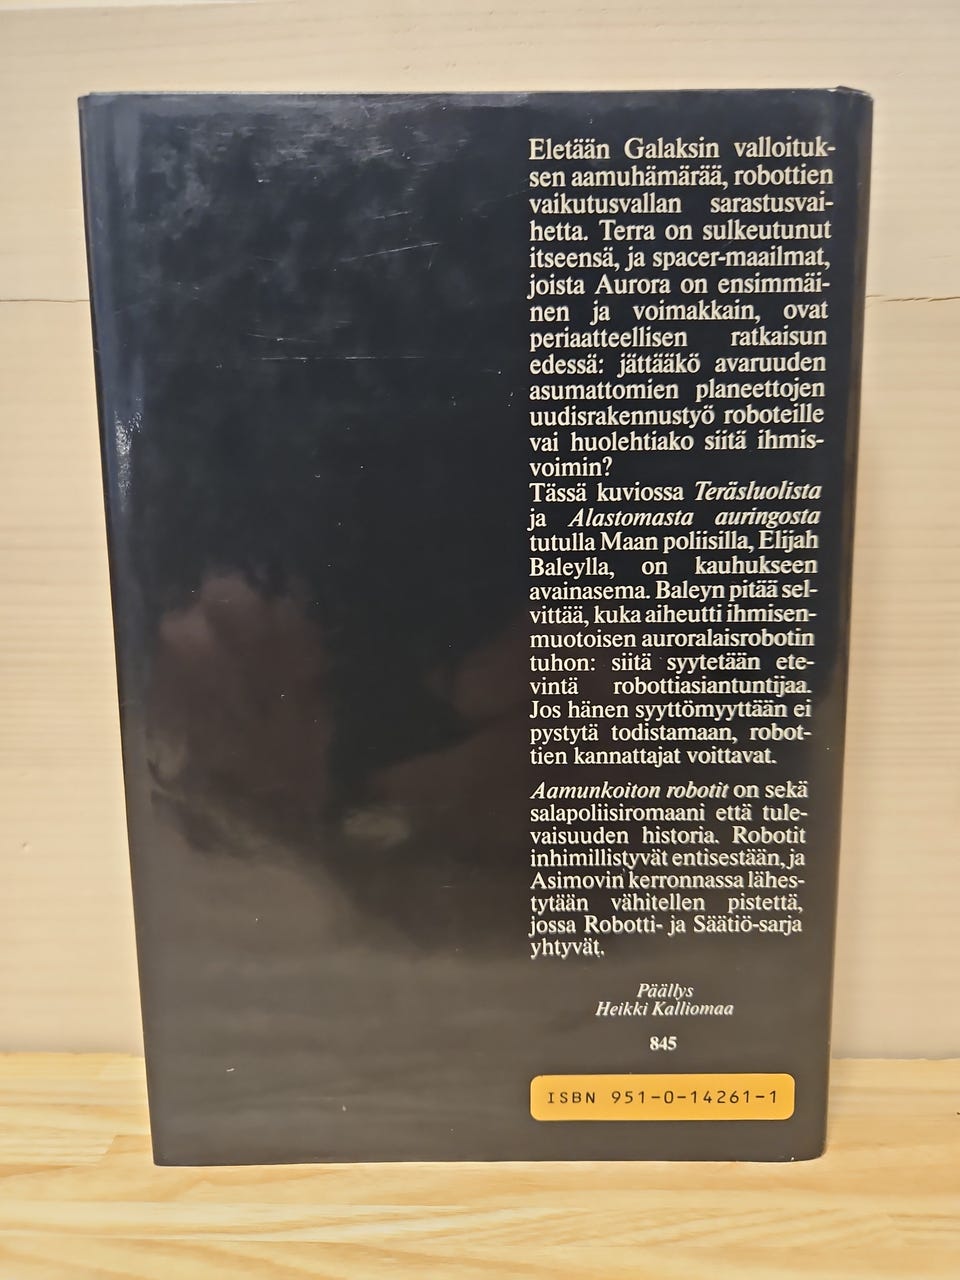 Eletään Galaksin valloituk-
sen aamuhämärää, robottien
vaikutusvallan sarastusvai-
hetta. Terra on sulkeutunut
itseensä, ja spacer-maailmat,
joista Aurora on ensimmäi-
nen ja voimakkain, ovat
periaatteellisen ratkaisun
edessä: jättääkö avaruuden
asumattomien planeettojen
uudisrakennustyö roboteille
vai huolehtiako siitä ihmis-
voimin?
Tässä kuviossa Teräsluolista
ja Alastomasta auringosta
tutulla Maan poliisilla, Elijah
Baleylla, on kauhukseen
avainasema. Baleyn pitää sel-
vittää, kuka aiheutti ihmisen-
muotoisen auroralaisrobotin
tuhon: siitä syytetään ete-
vintä robottiasiantuntijaa.
Jos hänen syyttömyyttään ei
pystytä todistamaan, robot-
tien kannattajat voittavat.
Aamunkoiton robotit on sekä
salapoliisiromaani että tule-
vaisuuden historia. Robotit
inhimillistyvät entisestään, ja
Asimovin kerronnassa lähes-
tytään vähitellen pistettä,
jossa Robotti- ja Säätiö-sarja
yhtyvät.
Päällys
Heikki Kalliomaa
845
ISBN 951-0-14261-1